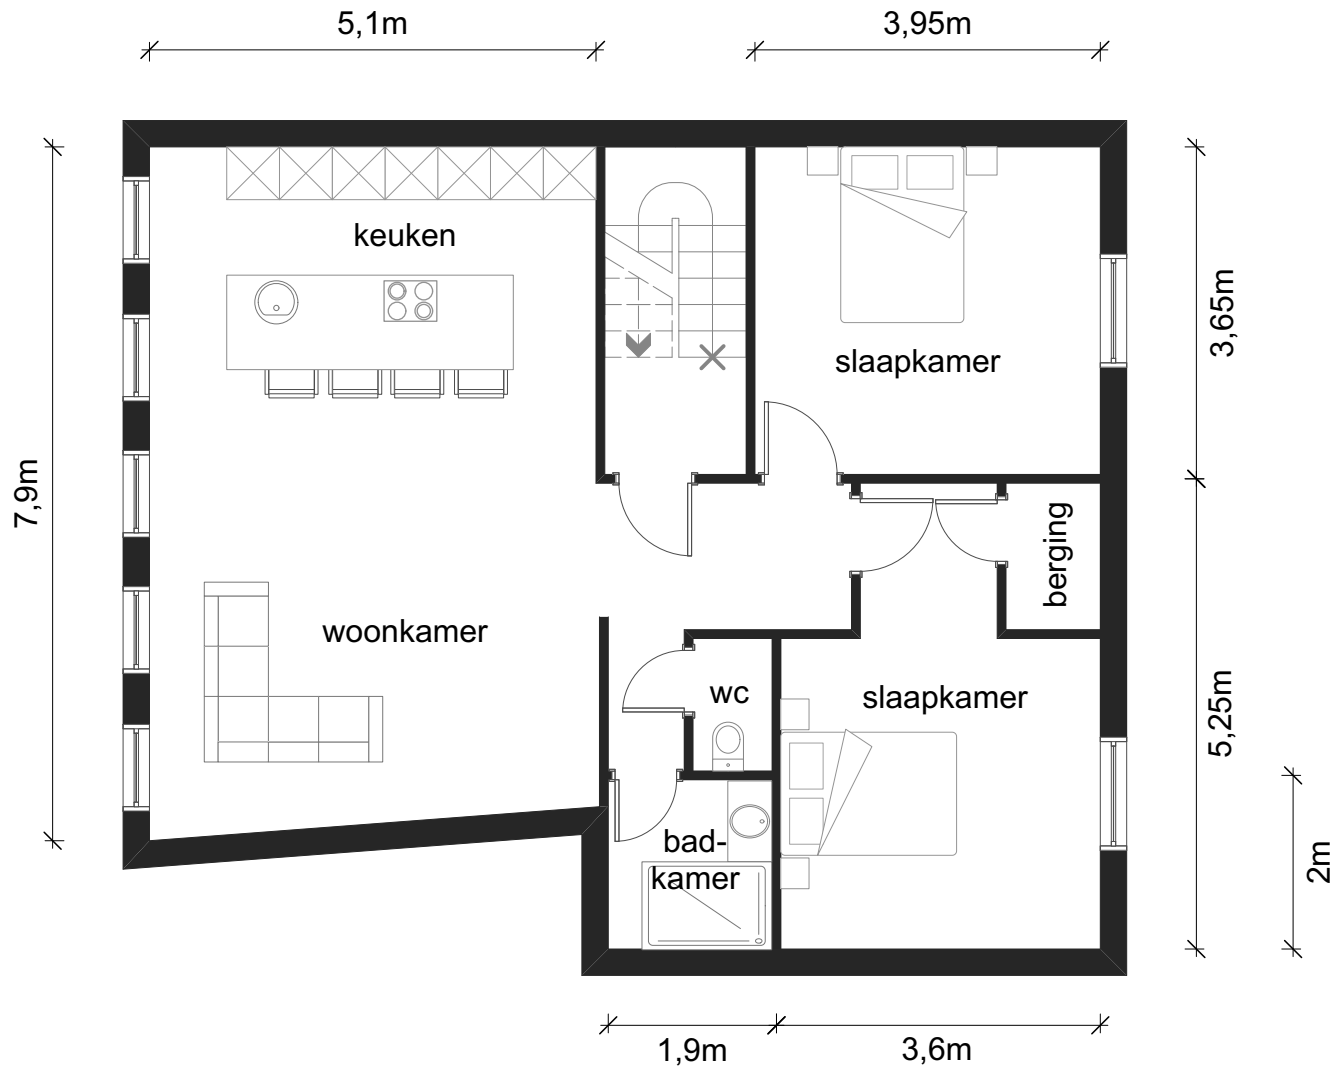 5,1m
3,95m
keuken
slaapkamer
3,65m
7,9m
berging
woonkamer
wc
slaapkamer
5,25m
bad-
kamer
2m
1,9m
3,6m